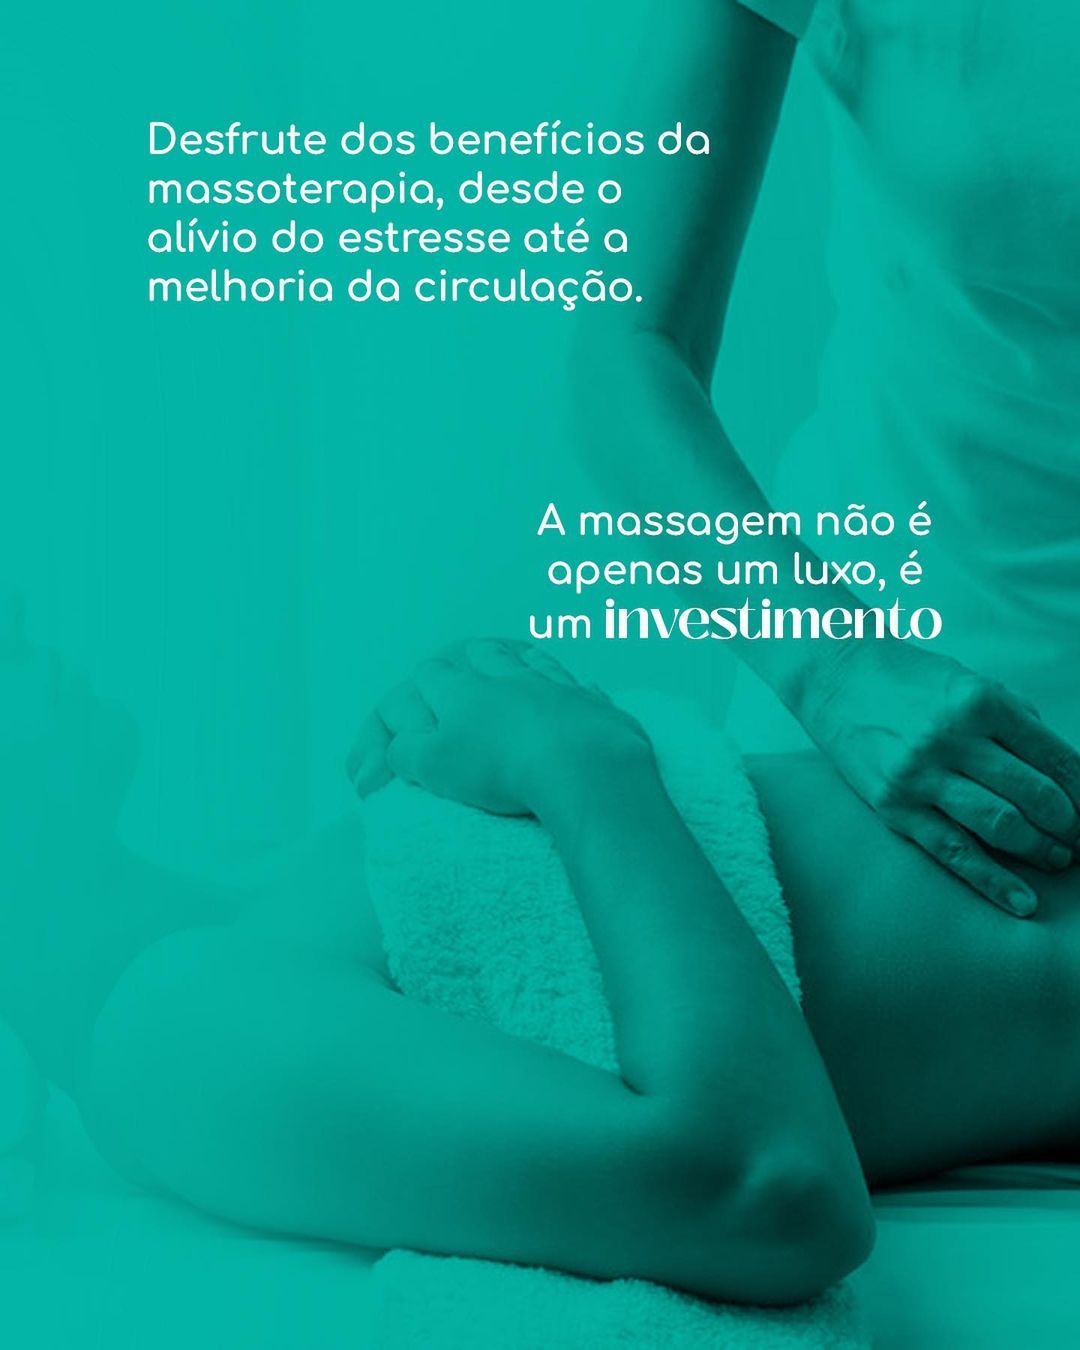 Desfrute dos benefícios da
massoterapia, desde o
alívio do estresse até a
melhoria da circulação.
A massagem não é
apenas um luxo, é
um investimento